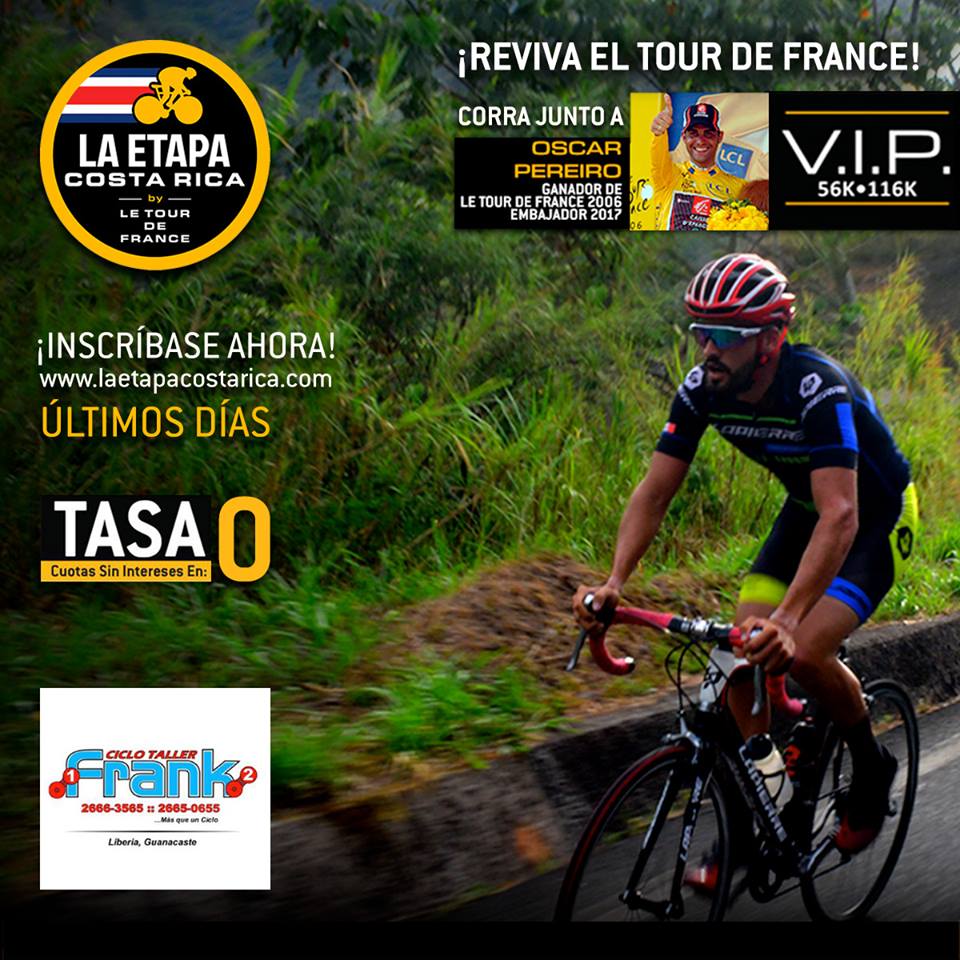 LA ETAPA
COSTA RICA
by
LE TOUR
DE
FRANCE
¡REVIVA EL TOUR DE FRANCE!
CORRA JUNTO A
OSCAR
PEREIRO
GANADOR DE
LE TOUR DE FRANCE 2006
EMBAJADOR 2017
LCL
V.I.P.
56K•116K
¡INSCRÍBASE AHORA!
www.laetapacostarica.com
ÚLTIMOS DÍAS
TASA 0
Cuotas Sin Intereses En:
LAPIERRE
CICLO TALLER
1 Frank 2
2666-3565 :: 2665-0655
...Más que un Ciclo
Liberia, Guanacaste
LAPIERRE